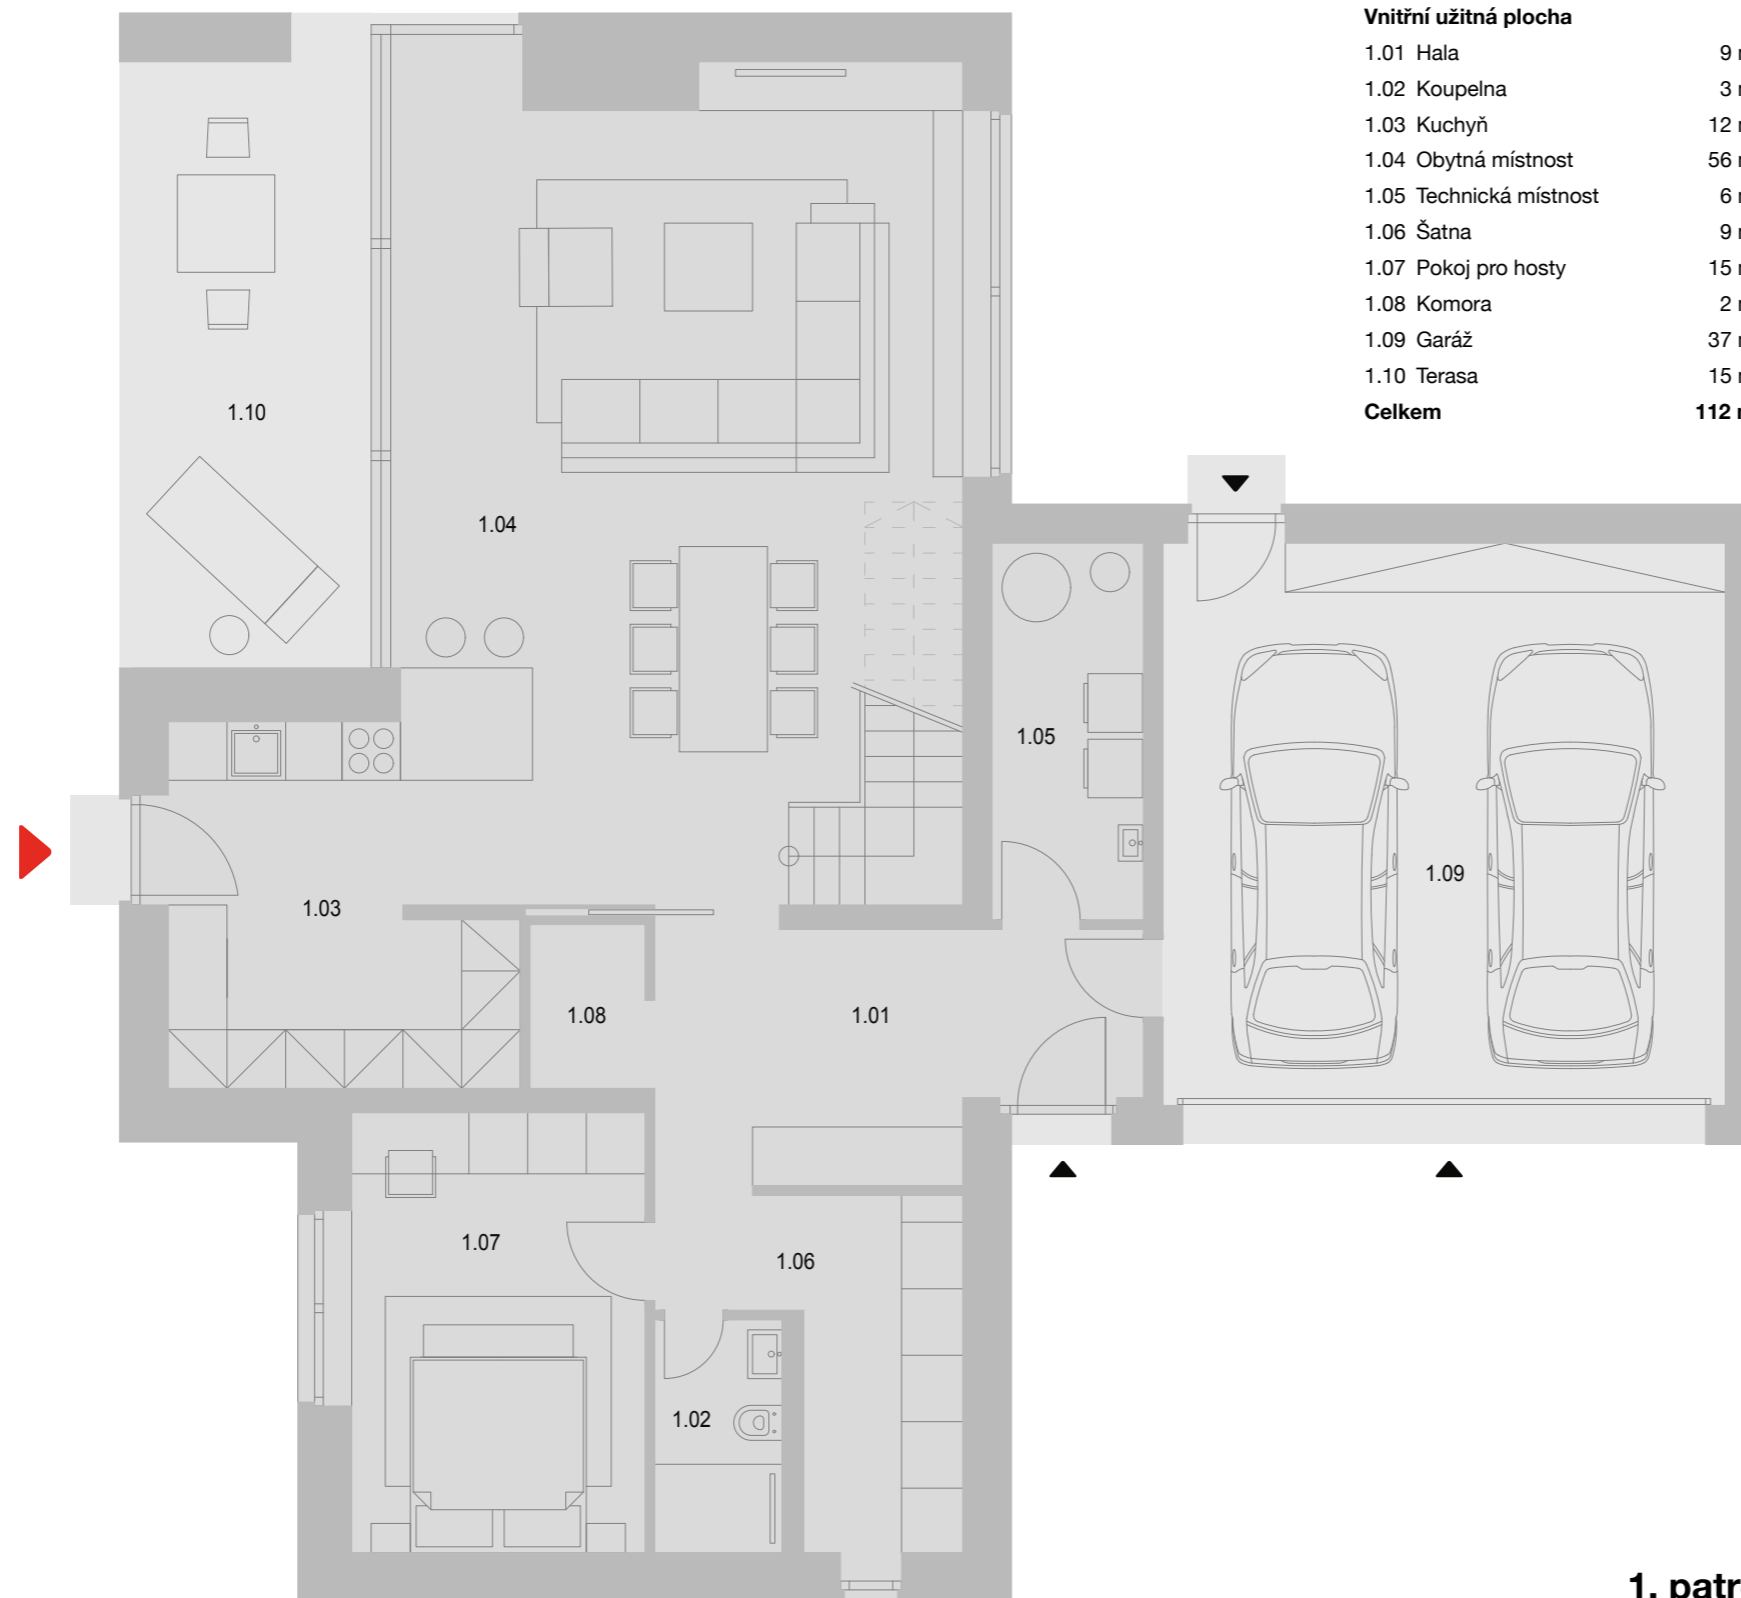 Vnitřní užitná plocha
1.01 Hala 9
1.02 Koupelna 3
1.03 Kuchyň 12
1.04 Obytná místnost 56
1.05 Technická místnost 6
1.06 Šatna 9
1.07 Pokoj pro hosty 15
1.08 Komora 2
1.09 Garáž 37
1.10 Terasa 15
Celkem 112
1.10
1.04
1.05
1.09
1.03
1.08
1.01
1.07
1.06
1.02
1.